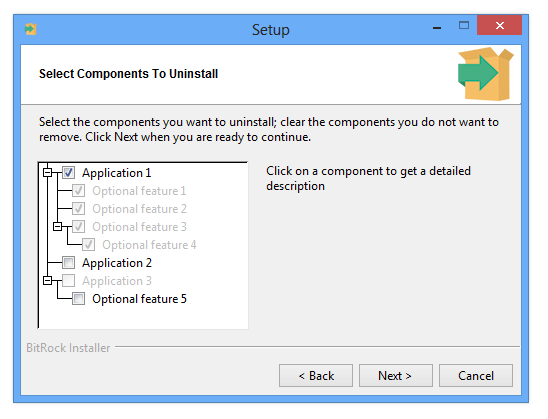 Setup
Select Components To Uninstall
Select the components you want to uninstall; clear the components you do not want to
remove. Click Next when you are ready to continue.
Application 1
Optional feature 1
Optional feature 2
Optional feature 3
Optional feature 4
Application 2
Application 3
Optional feature 5
Click on a component to get a detailed
description
BitRock Installer
< Back
Next >
Cancel